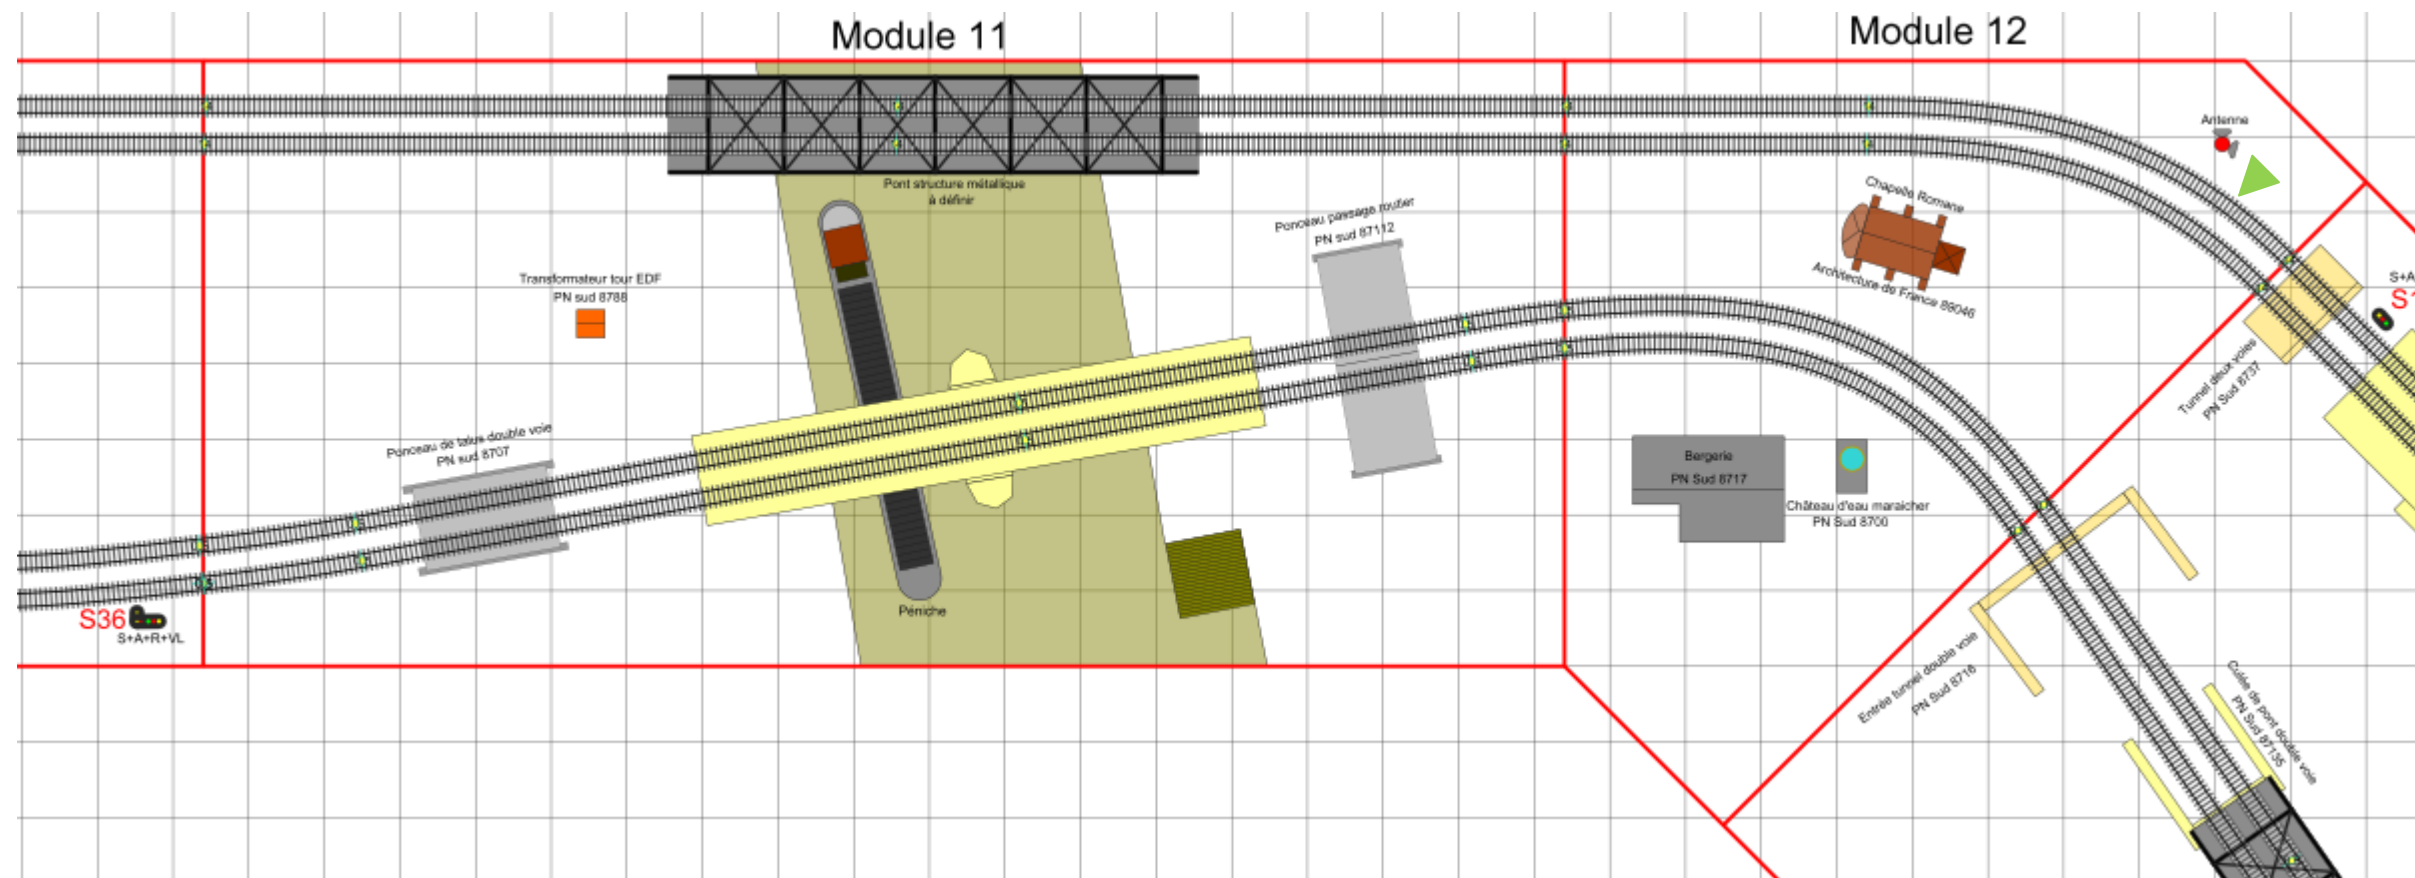 Module 11
Module 12
Antenne
Pont structure métallique
à définir
Chapelle Romane
Architecture de France 89046
Ponceau passage routier
PN sud 87112
Transformateur tour EDF
PN sud 8788
S+A
S1
Tunnel deux voies
PN Sud 8737
Ponceau de talus double voie
PN sud 8707
Bergerie
PN Sud 8717
Château d'eau maraicher
PN Sud 8700
Péniche
S36
S+A+R+VL
Entrée tunnel double voie
PN Sud 8716
Culée de pont double voie
PN Sud 87135